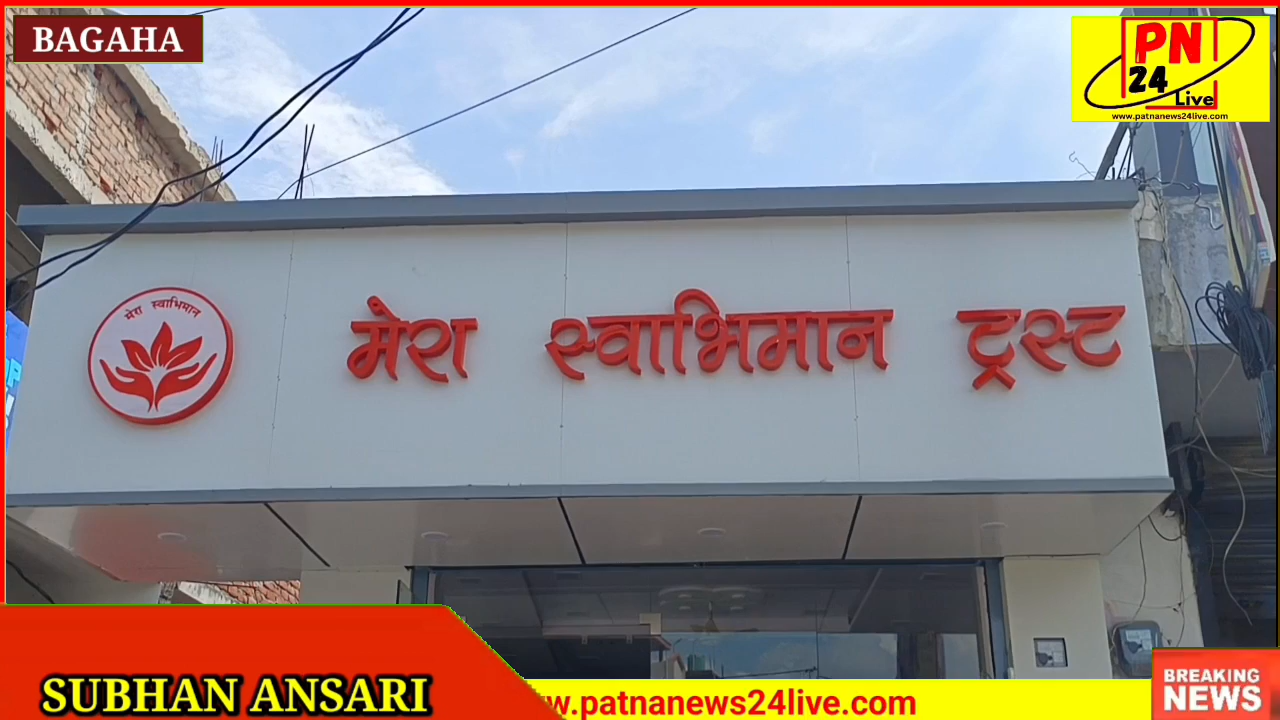 BAGAHA
PN
24
Live
www.patnanews24live.com
मेरा स्वाभिमान
मेरा स्वाभिमान ट्रस्ट
SUBHAN ANSARI
w.patnanews24live.com
BREAKING
NEWS